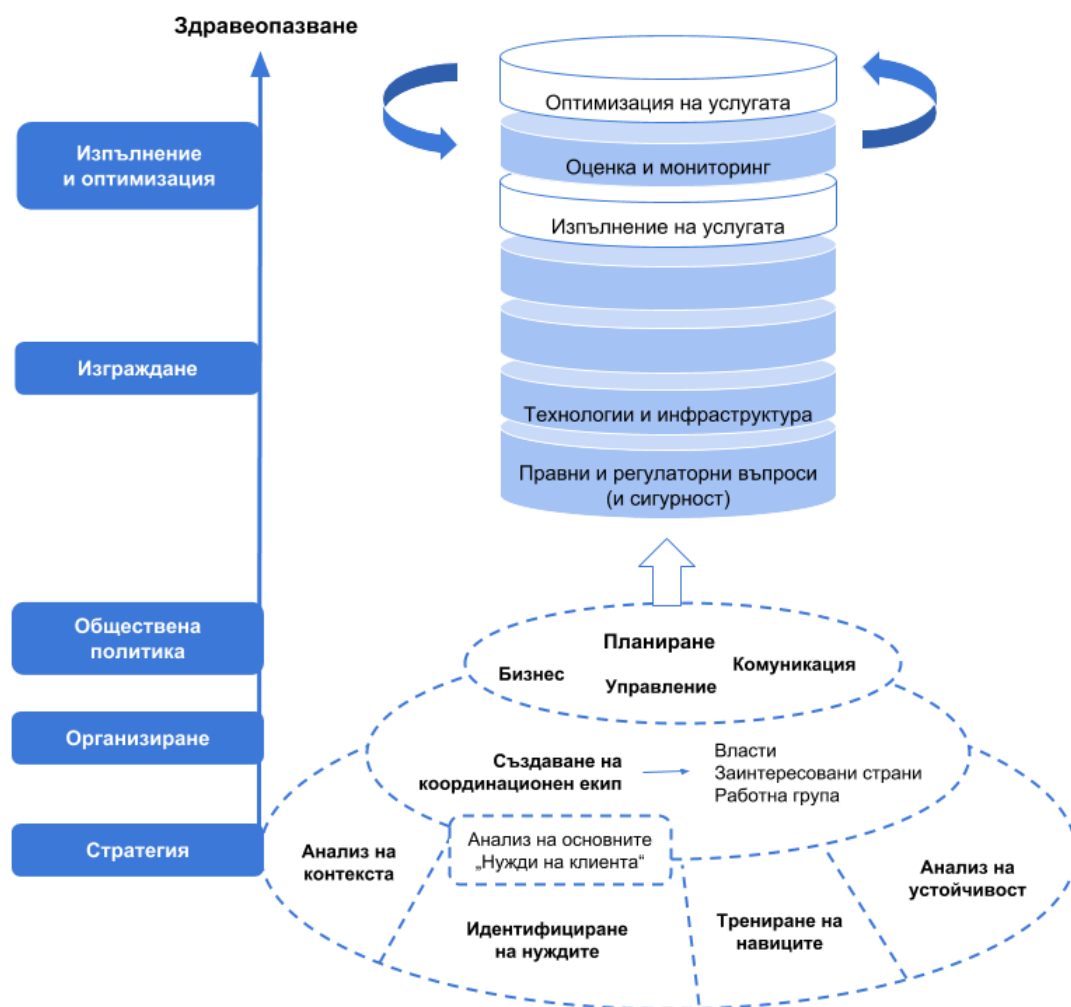 Здравеопазване
Изпълнение
и оптимизация
Изграждане
Обществена
политика
Организиране
Стратегия
Оптимизация на услугата
Оценка и мониторинг
Изпълнение на услугата
Технологии и инфраструктура
Правни и регулаторни въпроси
(и сигурност)
Планиране
Бизнес
Комуникация
Управление
Създаване на
координационен екип
Власти
Заинтересовани страни
Работна група
Анализ на
контекста
Анализ на основните
„Нужди на клиента“
Идентифициране
на нуждите
Трениране на
навиците
Анализ на
устойчивост